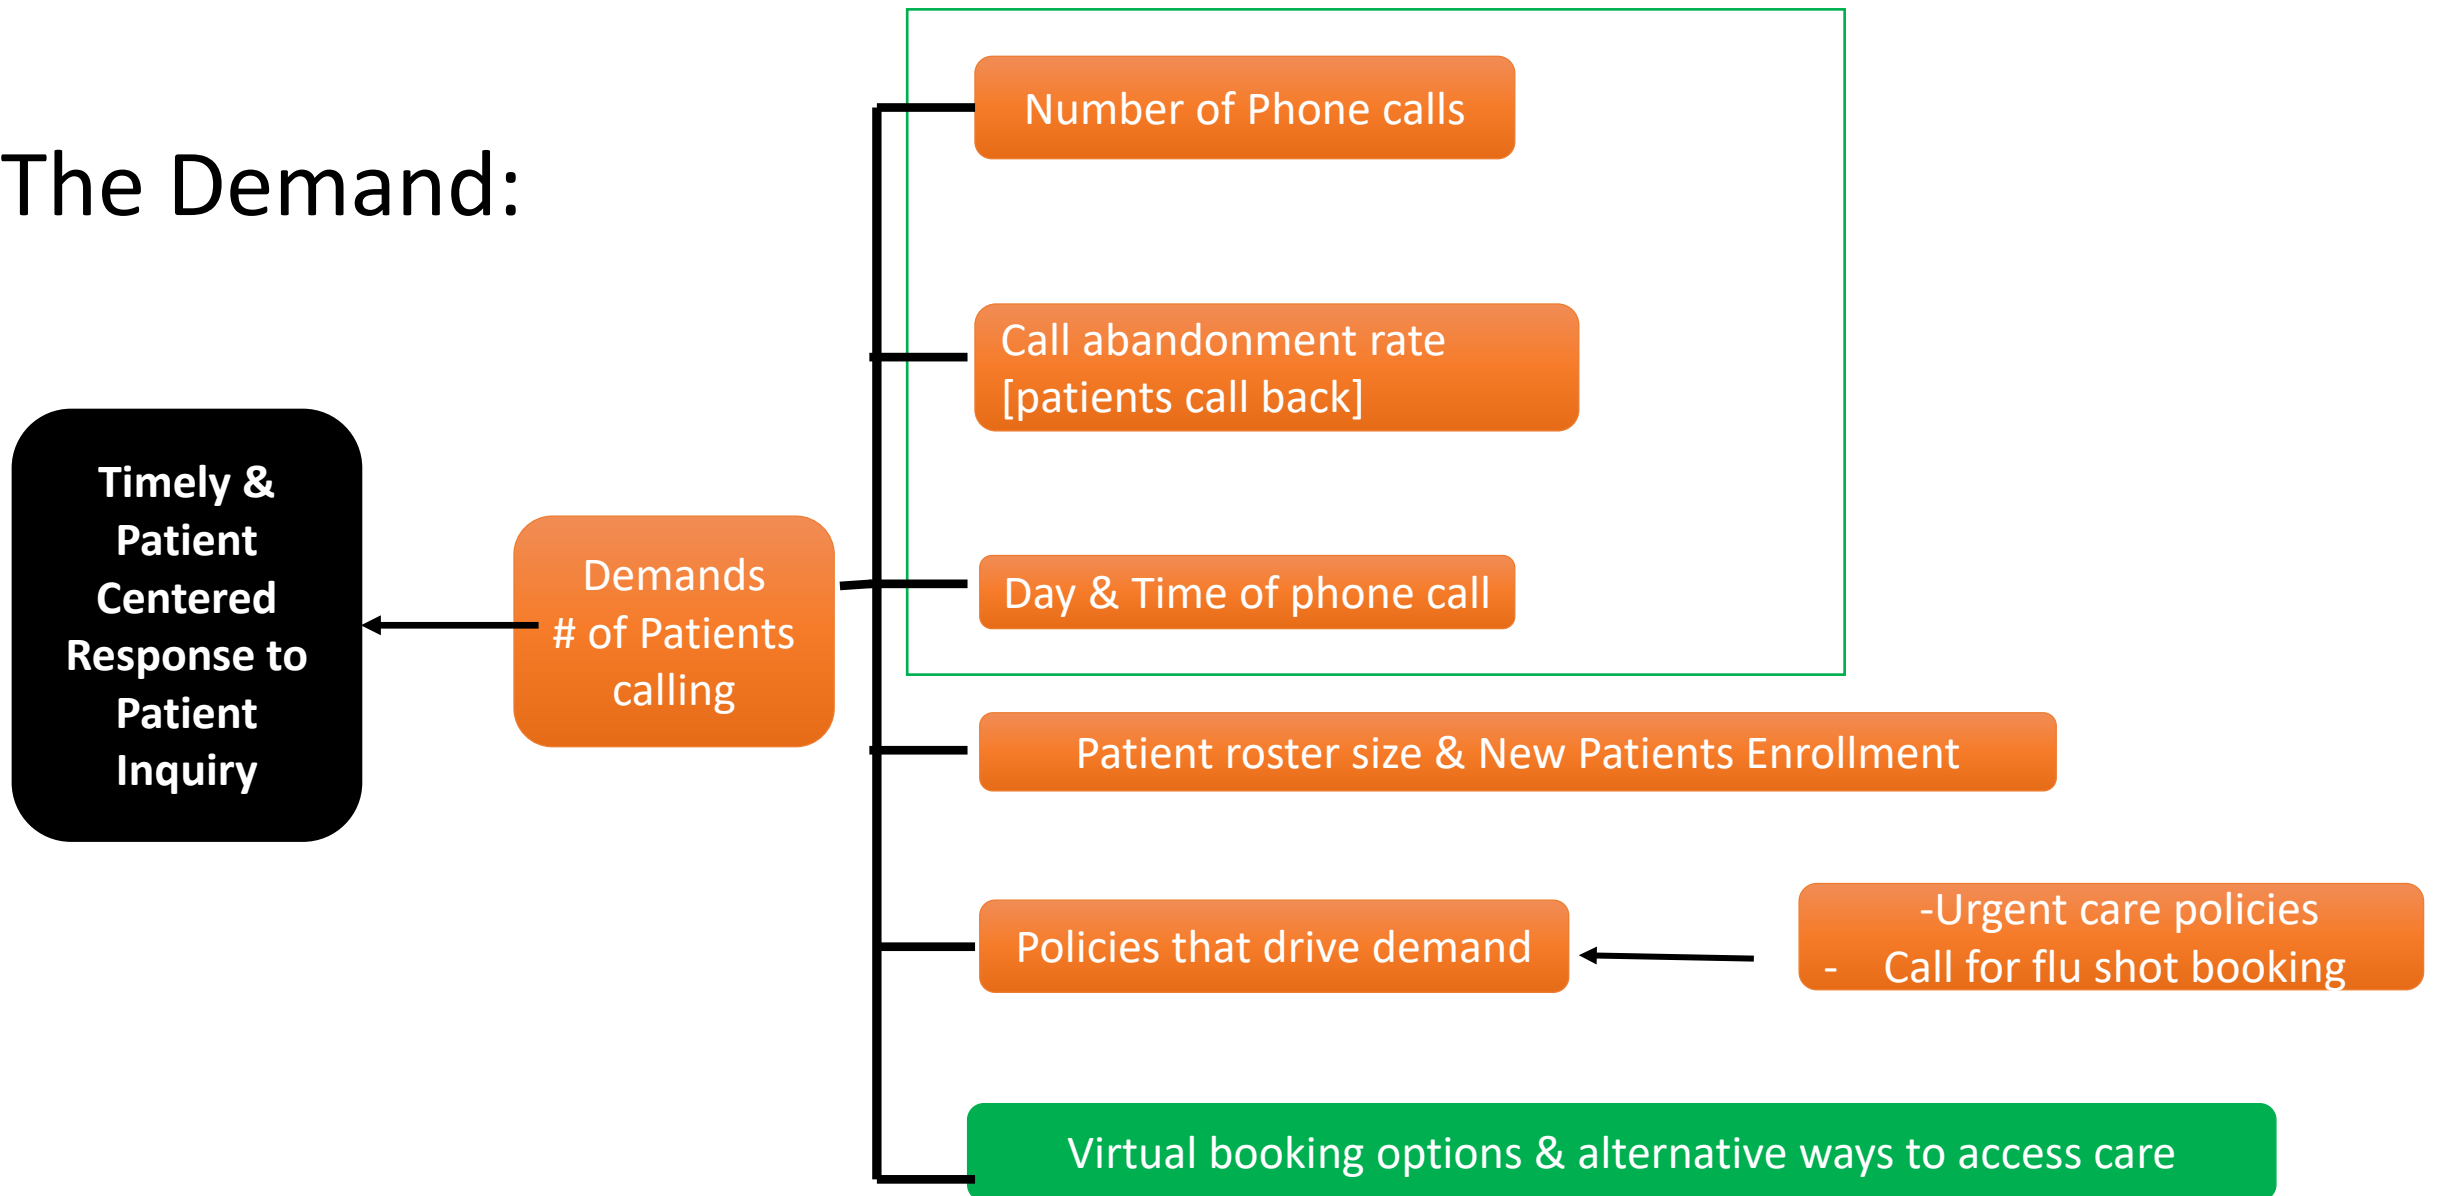 The Demand:
Timely &
Patient
Centered
Response to
Patient
Inquiry
Demands
# of Patients
calling
Number of Phone calls
Call abandonment rate
[patients call back]
Day & Time of phone call
Patient roster size & New Patients Enrollment
Policies that drive demand
-Urgent care policies
- Call for flu shot booking
Virtual booking options & alternative ways to access care